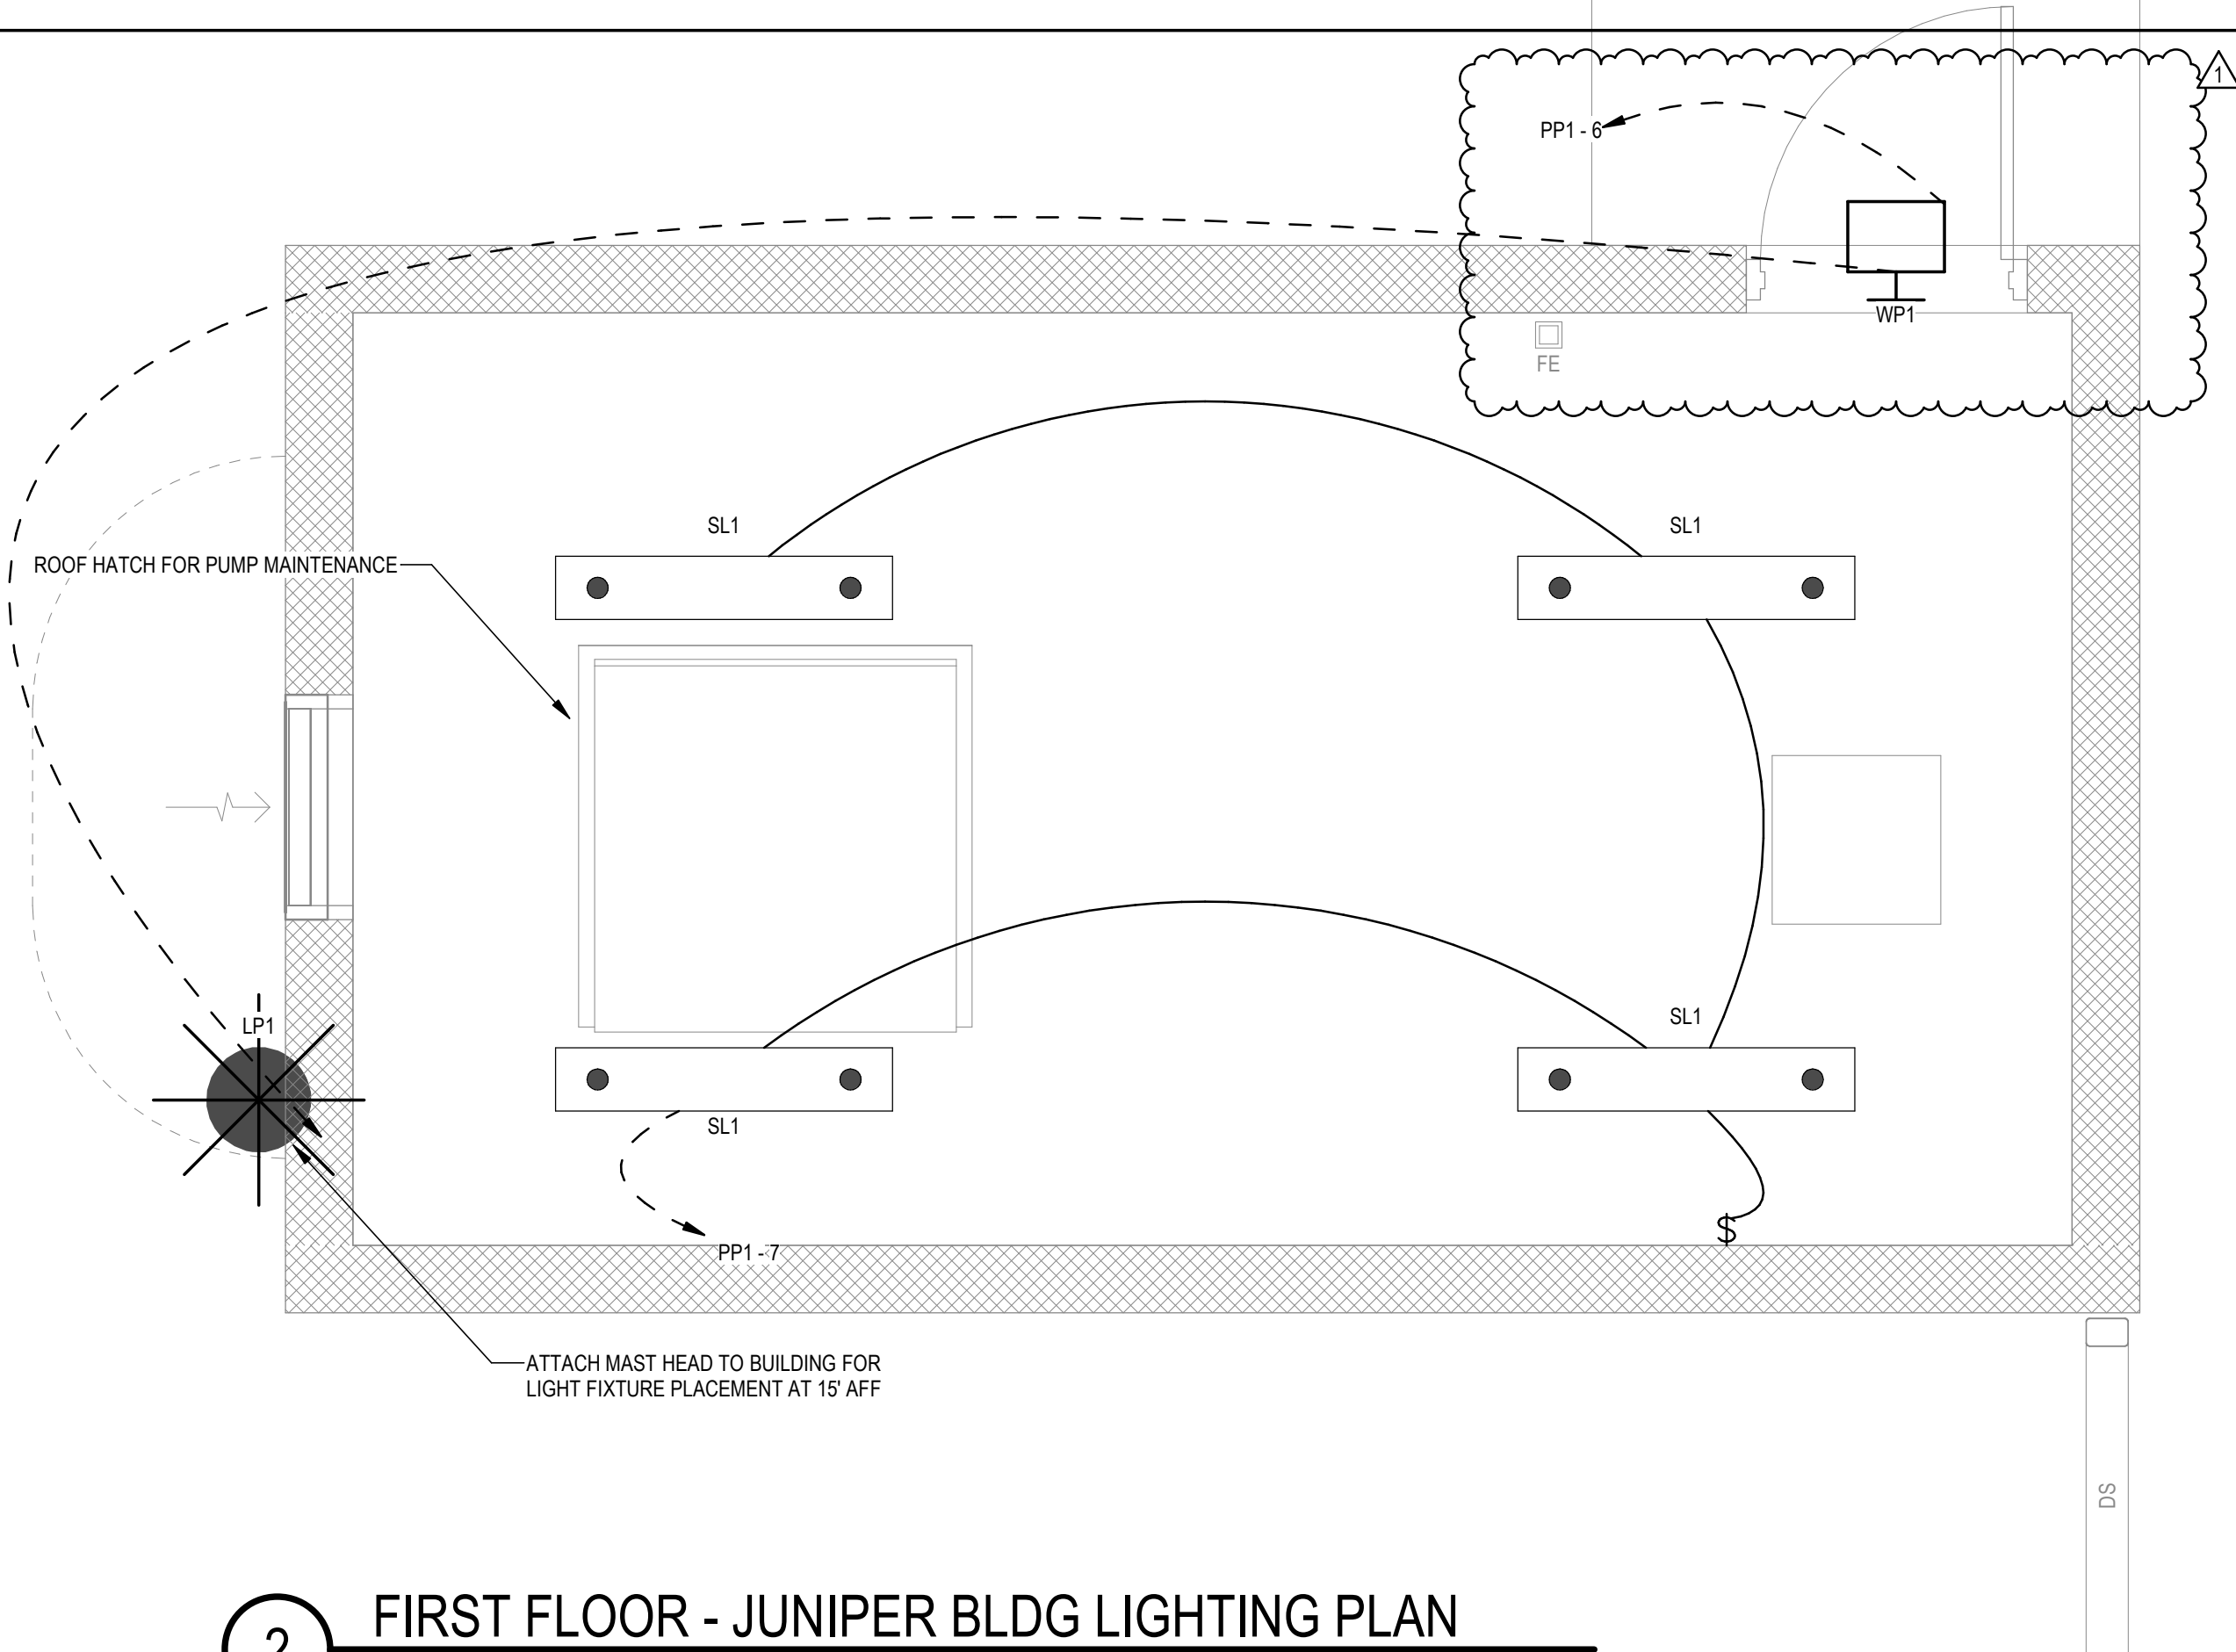 1
PP1 - 6
WP1
FE
SL1
SL1
ROOF HATCH FOR PUMP MAINTENANCE
LP1
SL1
SL1
$
PP1 - 7
ATTACH MAST HEAD TO BUILDING FOR
LIGHT FIXTURE PLACEMENT AT 15' AFF
DS
2
FIRST FLOOR - JUNIPER BLDG LIGHTING PLAN